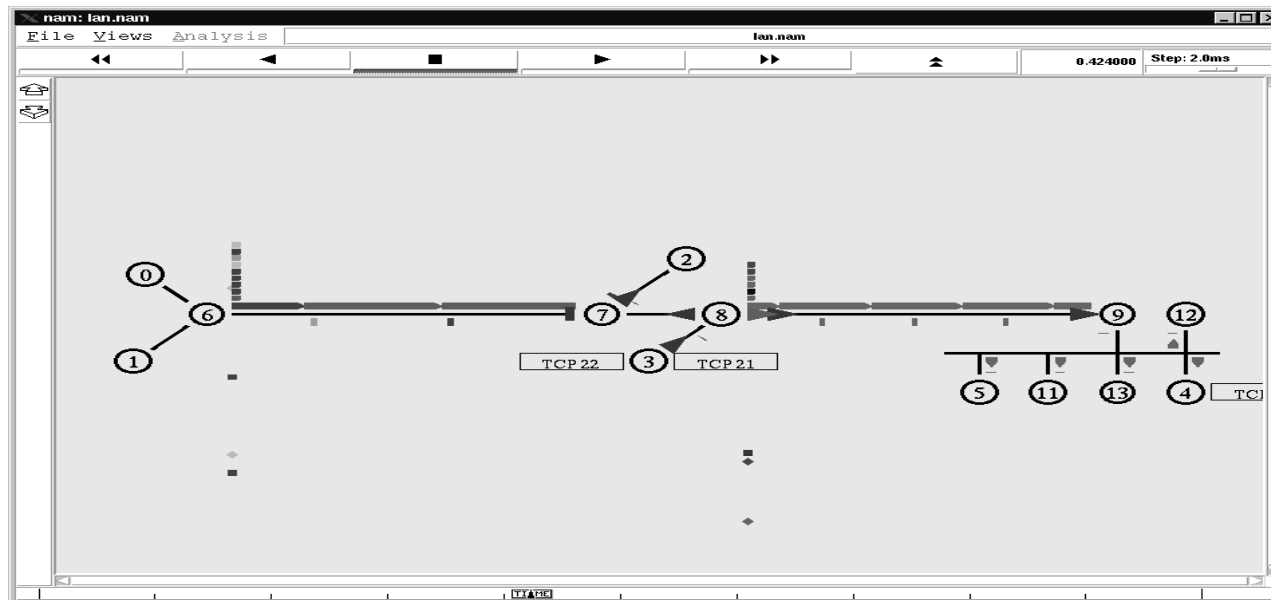 nam: lan.nam
File Views Analysis lan.nam
0.424000 Step: 2.0ms
2
0
6 7 8 9 12
1 TCP 22 3 TCP 21
5 11 13 4 TCP
TIME